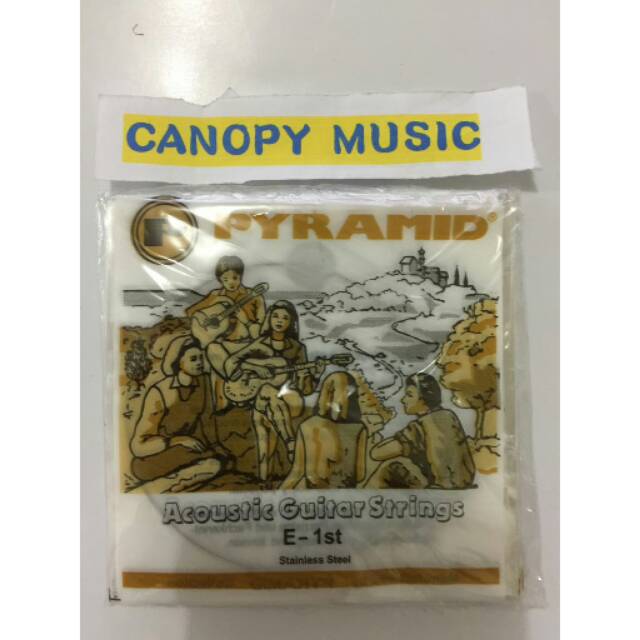 CANOPY MUSIC
P PYRAMID®
Acoustic Guitar Strings
E-1st
Stainless Steel